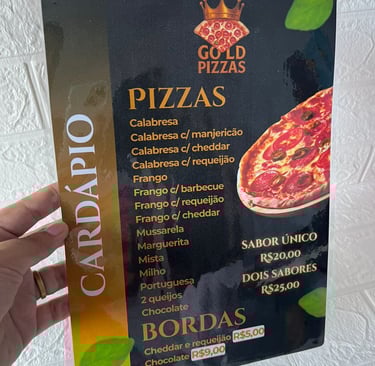 GOLD
PIZZAS
CARDÁPIO
PIZZAS
Calabresa
Calabresa c/ manjericão
Calabresa c/ cheddar
Calabresa c/ requeijão
Frango
Frango c/ barbecue
Frango c/ requeijão
Frango c/ cheddar
Mussarela
Marguerita
Mista
Milho
Portuguesa
2 queijos
Chocolate
SABOR ÚNICO
R$20,00
DOIS SABORES
R$25,00
BORDAS
Cheddar e requeijão R$5,00
Chocolate R$9,00